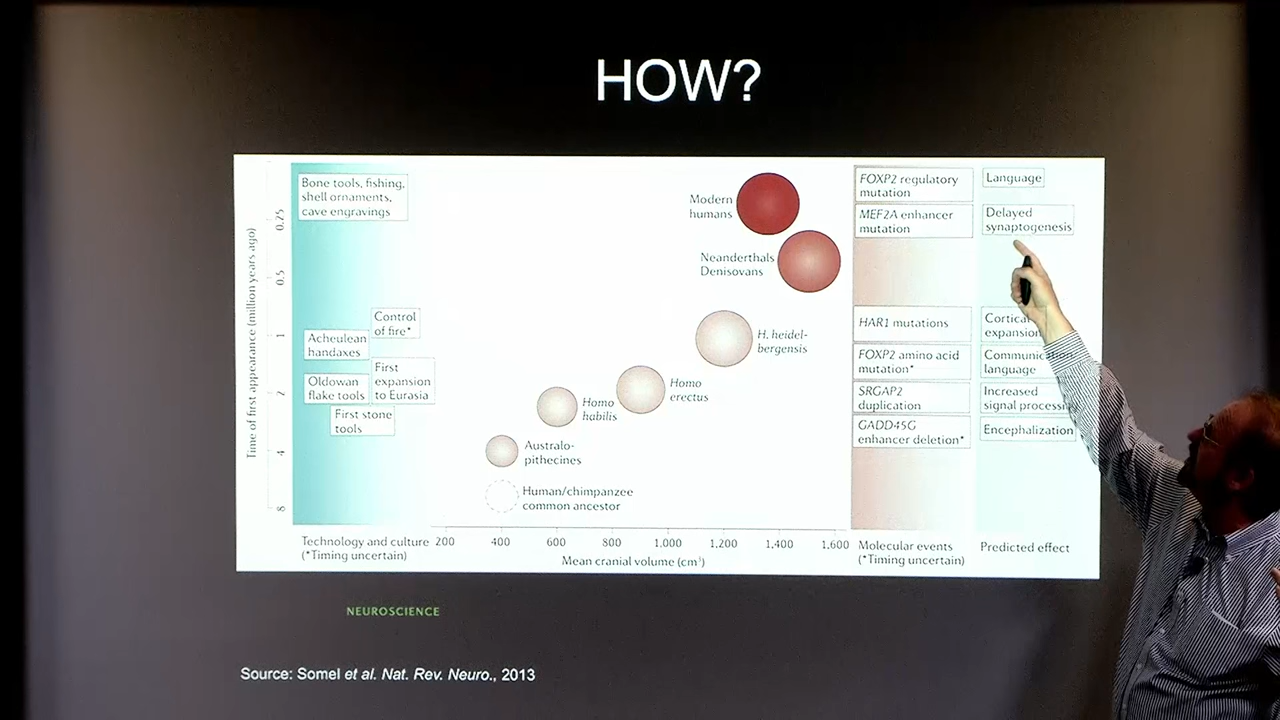 HOW?
Time of first appearance (million years ago)
0.25
0.5
1
2
4
8
Bone tools, fishing,
shell ornaments,
cave engravings
Control
of fire*
Acheulean
handaxes
First
expansion
to Eurasia
Oldowan
flake tools
First stone
tools
Technology and culture
(*Timing uncertain)
Modern
humans
Neanderthals
Denisovans
H. heidel-
bergensis
Homo
erectus
Homo
habilis
Australo-
pithecines
Human/chimpanzee
common ancestor
200
600
800
1,000
1,200
1,400
1,600
400
Mean cranial volume (cm³)
FOXP2 regulatory
mutation
MEF2A enhancer
mutation
HAR1 mutations
FOXP2 amino acid
mutation*
SRGAP2
duplication
GADD45G
enhancer deletion*
Molecular events
(*Timing uncertain)
Language
Delayed
synaptogenesis
Cortical
expansion
language
Increased
signal
Encephalization
Predicted effect
NEUROSCIENCE
Source: Somel et al. Nat. Rev. Neuro., 2013